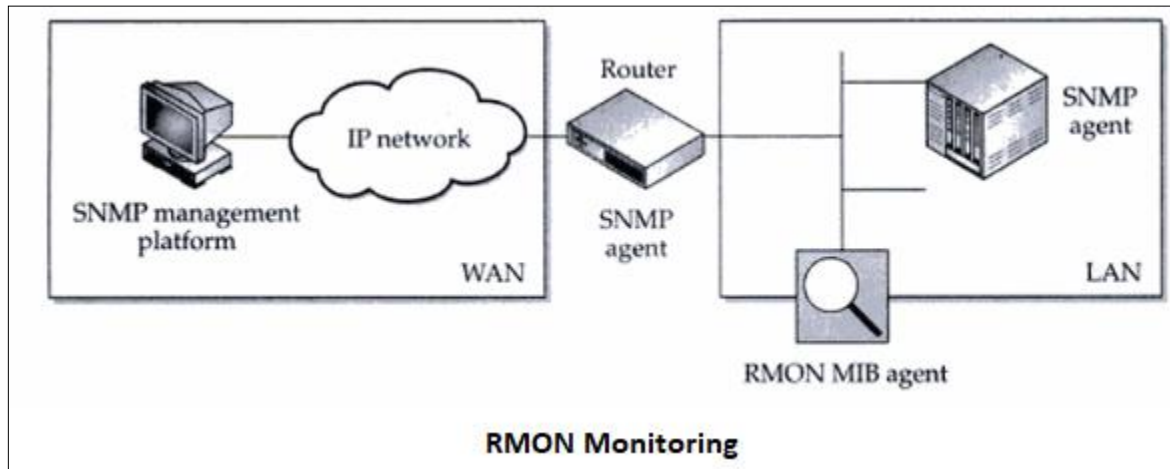 Router
IP network
SNMP
agent
SNMP management
platform
SNMP
agent
WAN
LAN
RMON MIB agent
RMON Monitoring